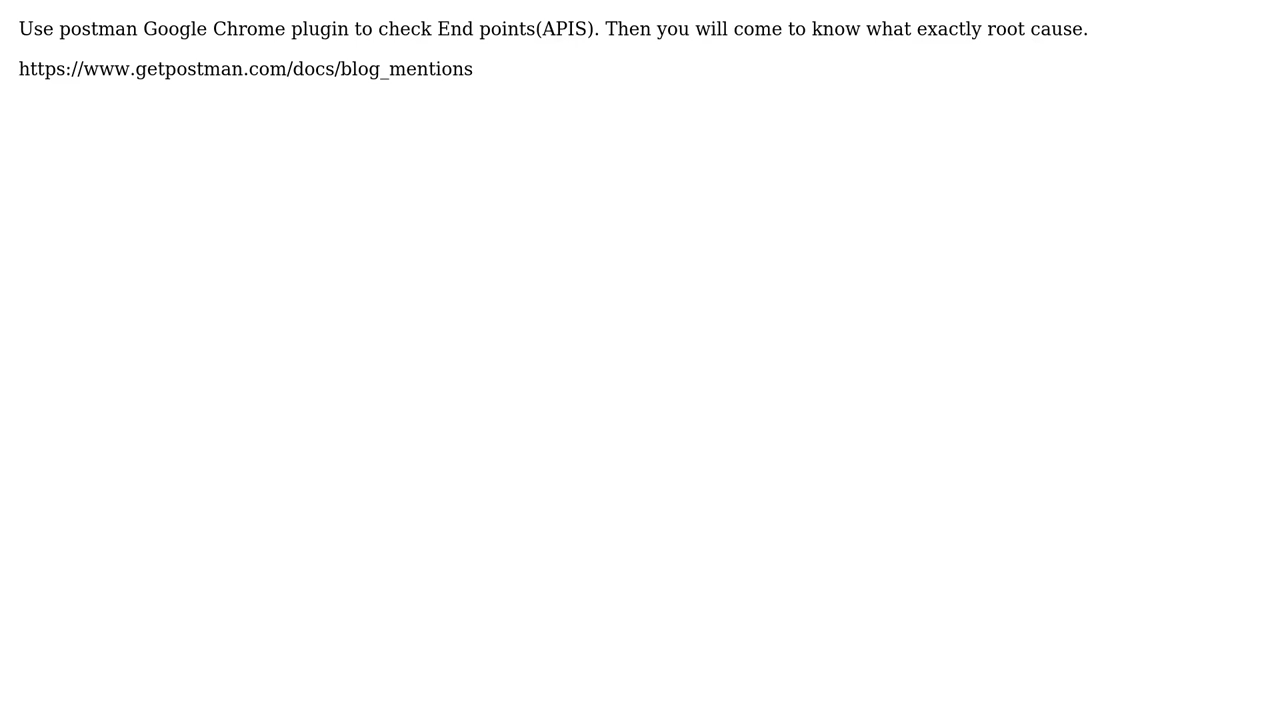 Use postman Google Chrome plugin to check End points(APIS). Then you will come to know what exactly root cause.
https://www.getpostman.com/docs/blog_mentions